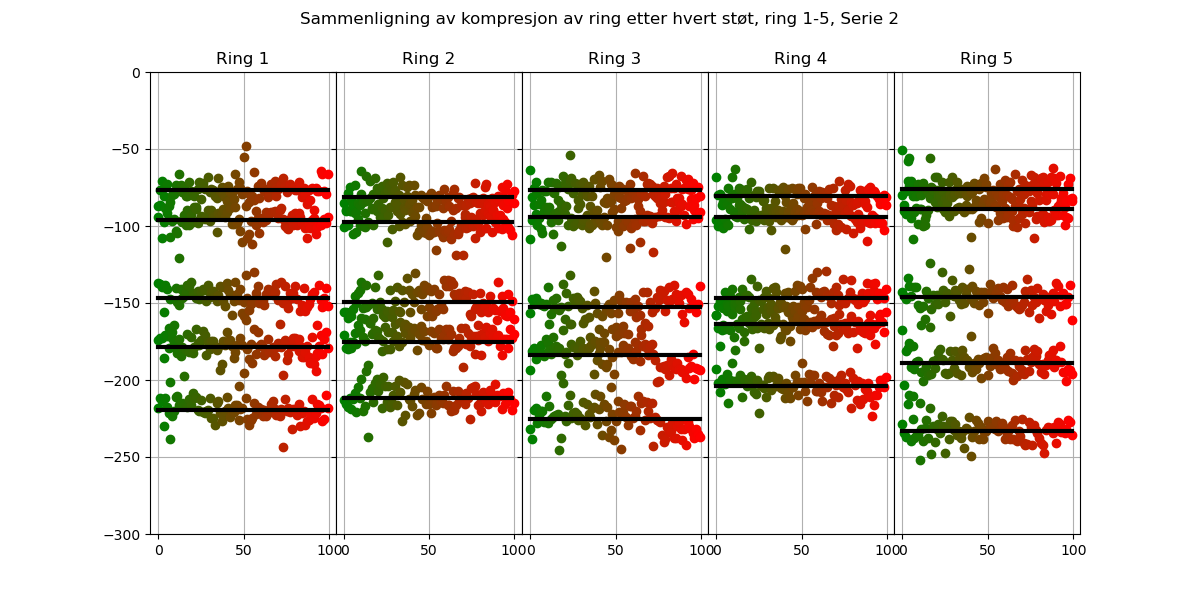 Sammenligning av kompresjon av ring etter hvert støt, ring 1-5, Serie 2
Ring 1 Ring 2 Ring 3 Ring 4 Ring 5
0
−50
−100
−150
−200
−250
−300
0 50 100 0 50 100 0 50 100 0 50 100 0 50 100